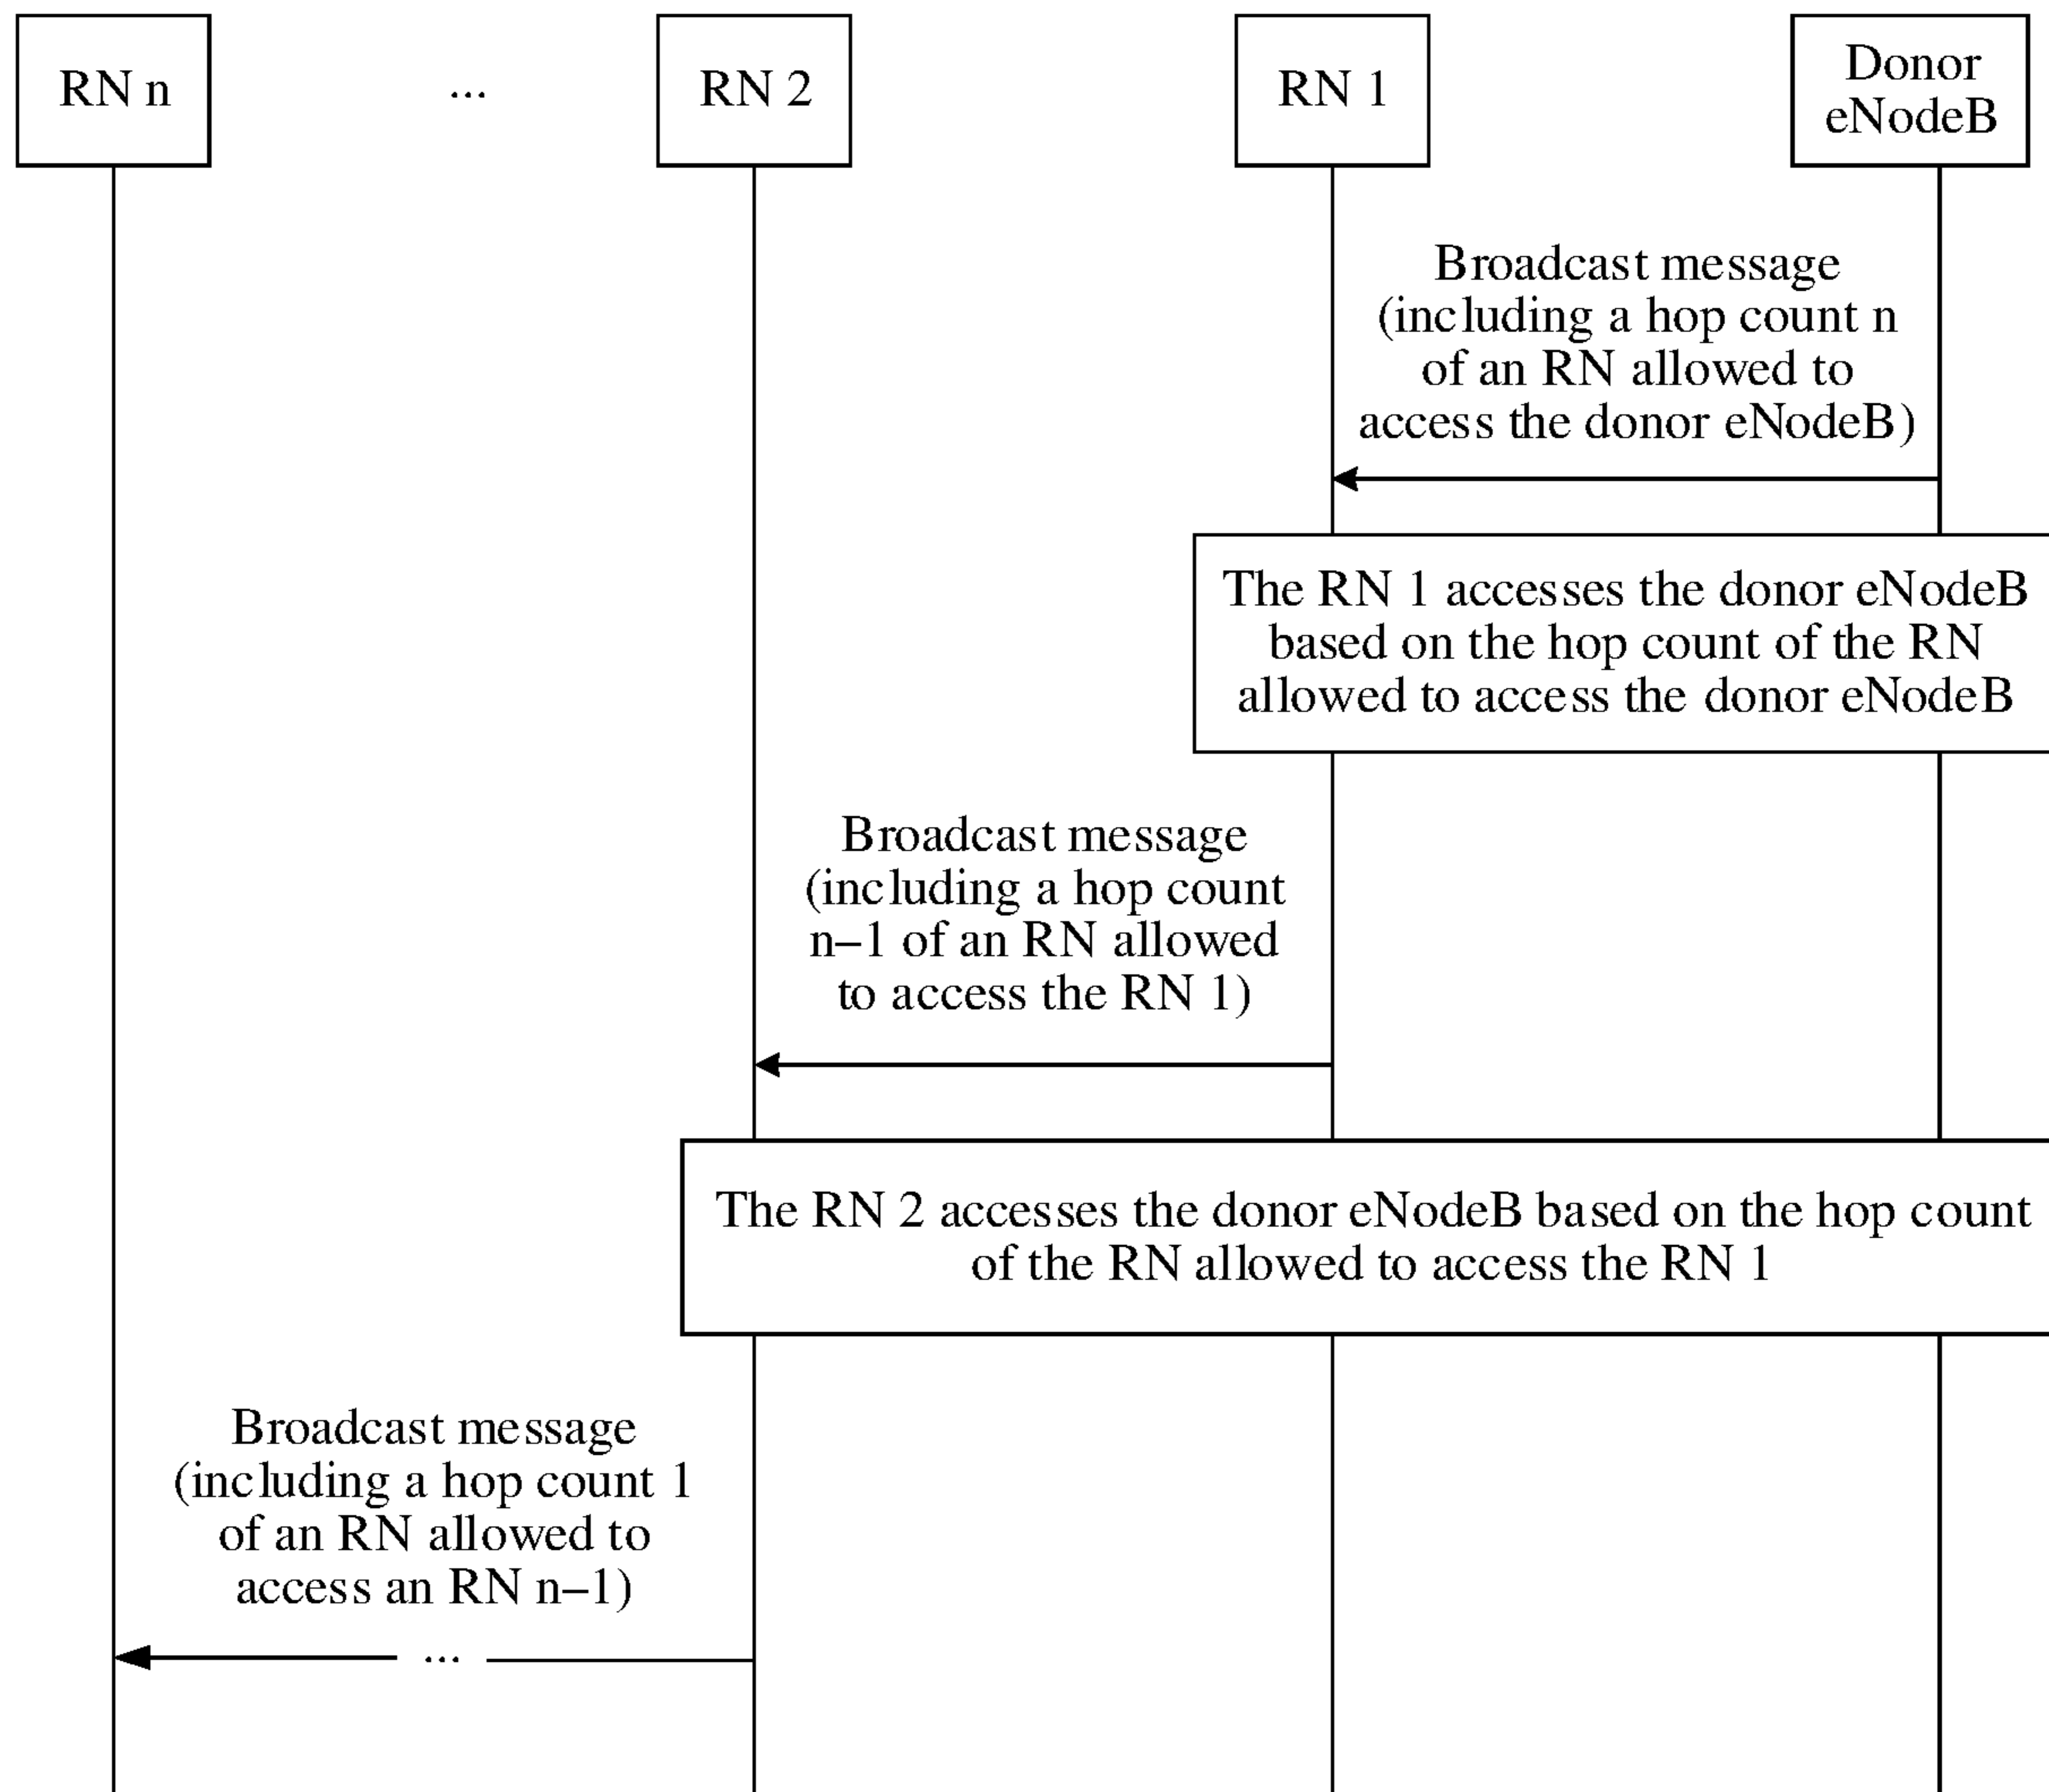 RN n
...
RN 2
RN 1
Donor
eNodeB
Broadcast message
(including a hop count n
of an RN allowed to
access the donor eNodeB)
The RN 1 accesses the donor eNodeB
based on the hop count of the RN
allowed to access the donor eNodeB
Broadcast message
(including a hop count
n–1 of an RN allowed
to access the RN 1)
The RN 2 accesses the donor eNodeB based on the hop count
of the RN allowed to access the RN 1
Broadcast message
(including a hop count 1
of an RN allowed to
access an RN n–1)
...